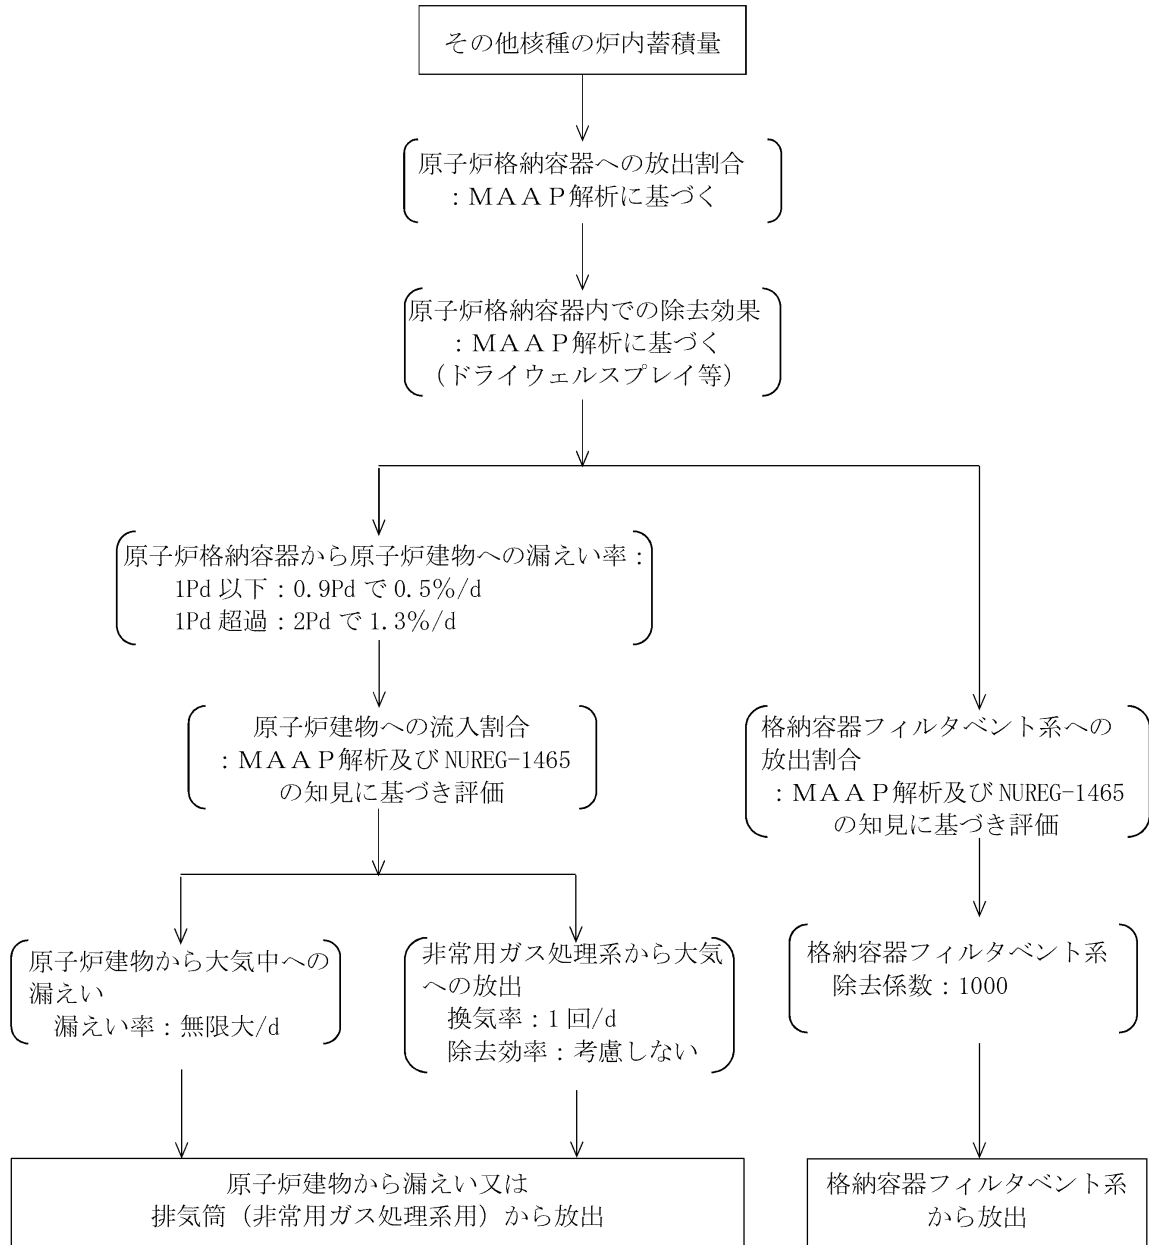 その他核種の炉内蓄積量
原子炉格納容器への放出割合
：ＭＡＡＰ解析に基づく
原子炉格納容器内での除去効果
：ＭＡＡＰ解析に基づく
（ドライウェルスプレイ等）
原子炉格納容器から原子炉建物への漏えい率：
1Pd 以下：0.9Pd で 0.5%/d
1Pd 超過：2Pd で 1.3%/d
原子炉建物への流入割合
：ＭＡＡＰ解析及び NUREG-1465
の知見に基づき評価
格納容器フィルタベント系への
放出割合
：ＭＡＡＰ解析及び NUREG-1465
の知見に基づき評価
原子炉建物から大気中への
漏えい
漏えい率：無限大/d
非常用ガス処理系から大気
への放出
換気率：1 回/d
除去効率：考慮しない
格納容器フィルタベント系
除去係数：1000
原子炉建物から漏えい又は
排気筒（非常用ガス処理系用）から放出
格納容器フィルタベント系
から放出